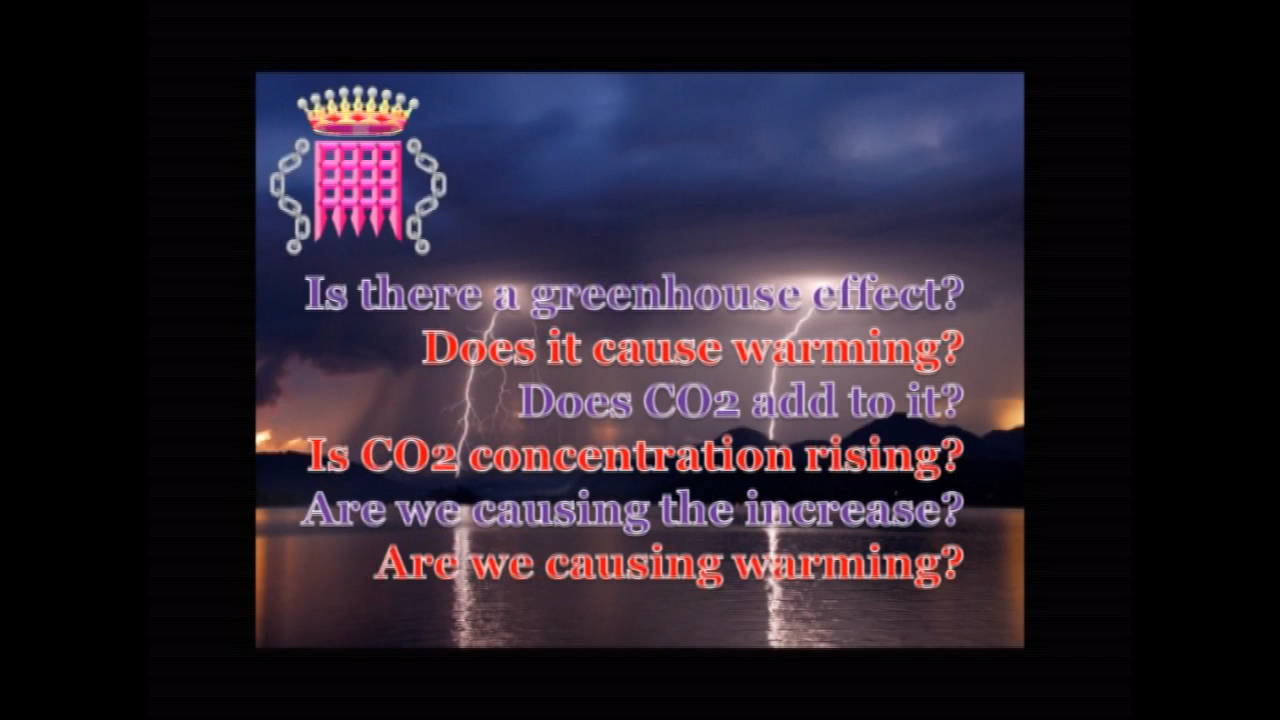 Is there a greenhouse effect?
Does it cause warming?
Does CO2 add to it?
Is CO2 concentration rising?
Are we causing the increase?
Are we causing warming?